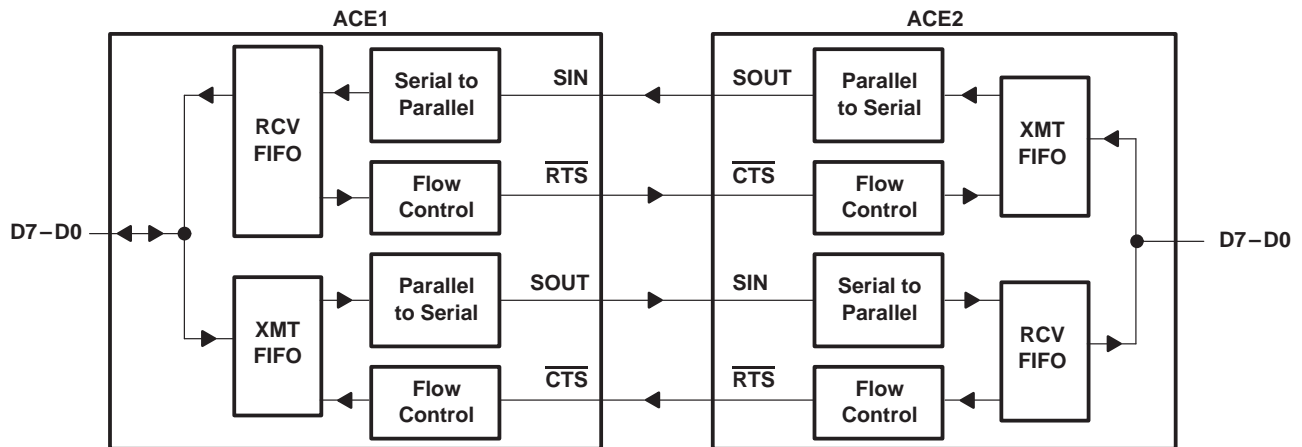 ACE1
ACE2
Serial to
Parallel
SIN
SOUT
Parallel
to Serial
RCV
FIFO
XMT
FIFO
Flow
Control
RTS
CTS
Flow
Control
D7–D0
D7–D0
Parallel
to Serial
SOUT
SIN
Serial to
Parallel
XMT
FIFO
RCV
FIFO
Flow
Control
CTS
RTS
Flow
Control